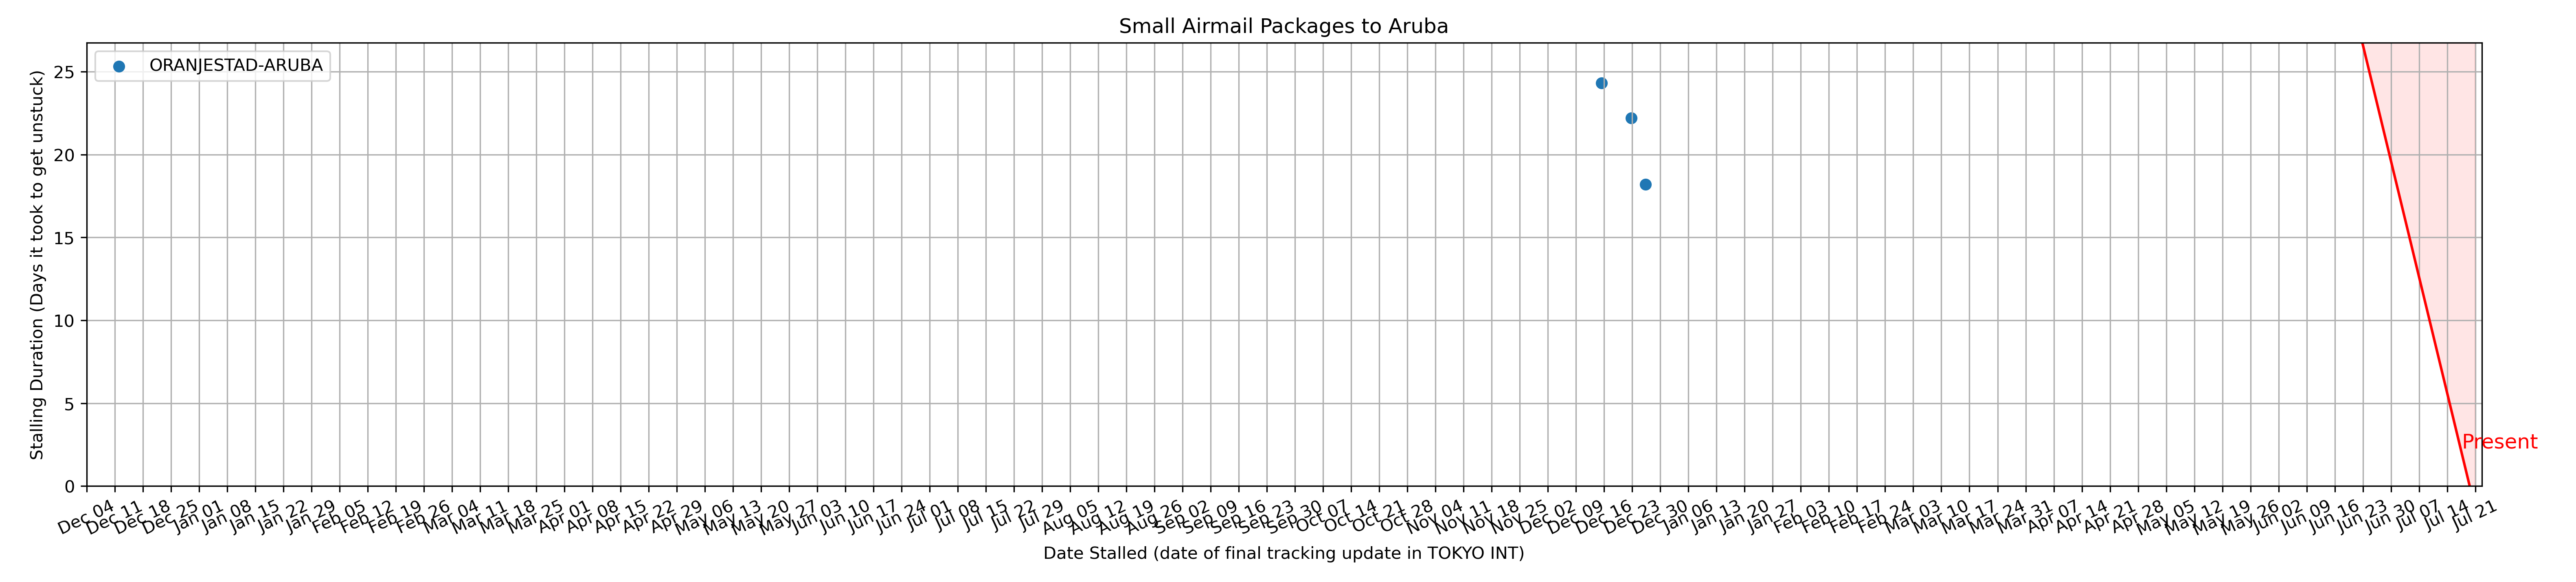 Small Airmail Packages to Aruba
ORANJESTAD-ARUBA
Stalling Duration (Days it took to get unstuck)
25
20
15
10
5
0
Present
Dec 04 Dec 11 Dec 18 Dec 25 Jan 01 Jan 08 Jan 15 Jan 22 Jan 29 Feb 05 Feb 12 Feb 19 Feb 26 Mar 04 Mar 11 Mar 18 Mar 25 Apr 01 Apr 08 Apr 15 Apr 22 Apr 29 May 06 May 13 May 20 May 27 Jun 03 Jun 10 Jun 17 Jun 24 Jul 01 Jul 08 Jul 15 Jul 22 Jul 29 Aug 05 Aug 12 Aug 19 Aug 26 Sep 02 Sep 09 Sep 16 Sep 23 Sep 30 Oct 07 Oct 14 Oct 21 Oct 28 Nov 04 Nov 11 Nov 18 Nov 25 Dec 02 Dec 09 Dec 16 Dec 23 Dec 30 Jan 06 Jan 13 Jan 20 Jan 27 Feb 03 Feb 10 Feb 17 Feb 24 Mar 03 Mar 10 Mar 17 Mar 24 Mar 31 Apr 07 Apr 14 Apr 21 Apr 28 May 05 May 12 May 19 May 26 Jun 02 Jun 09 Jun 16 Jun 23 Jun 30 Jul 07 Jul 14 Jul 21
Date Stalled (date of final tracking update in TOKYO INT)